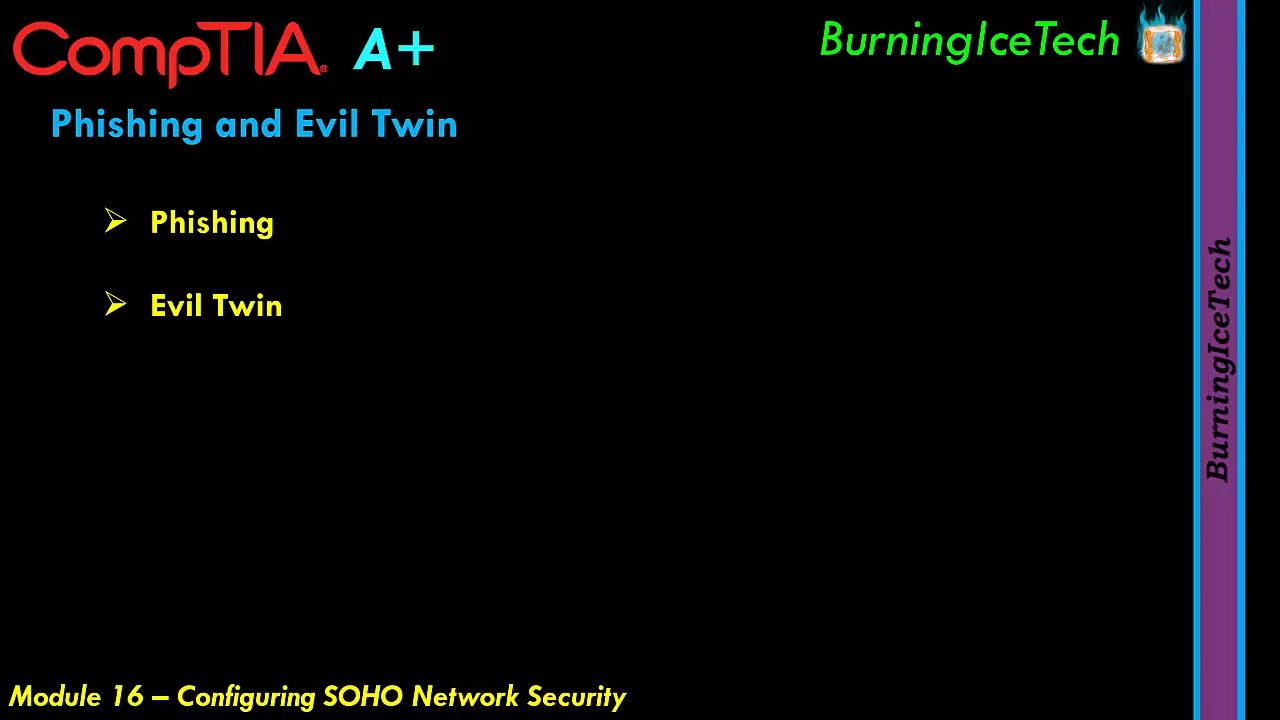 CompTIA® A+
BurningIceTech
Phishing and Evil Twin
➢ Phishing
➢ Evil Twin
BurningIceTech
Module 16 – Configuring SOHO Network Security